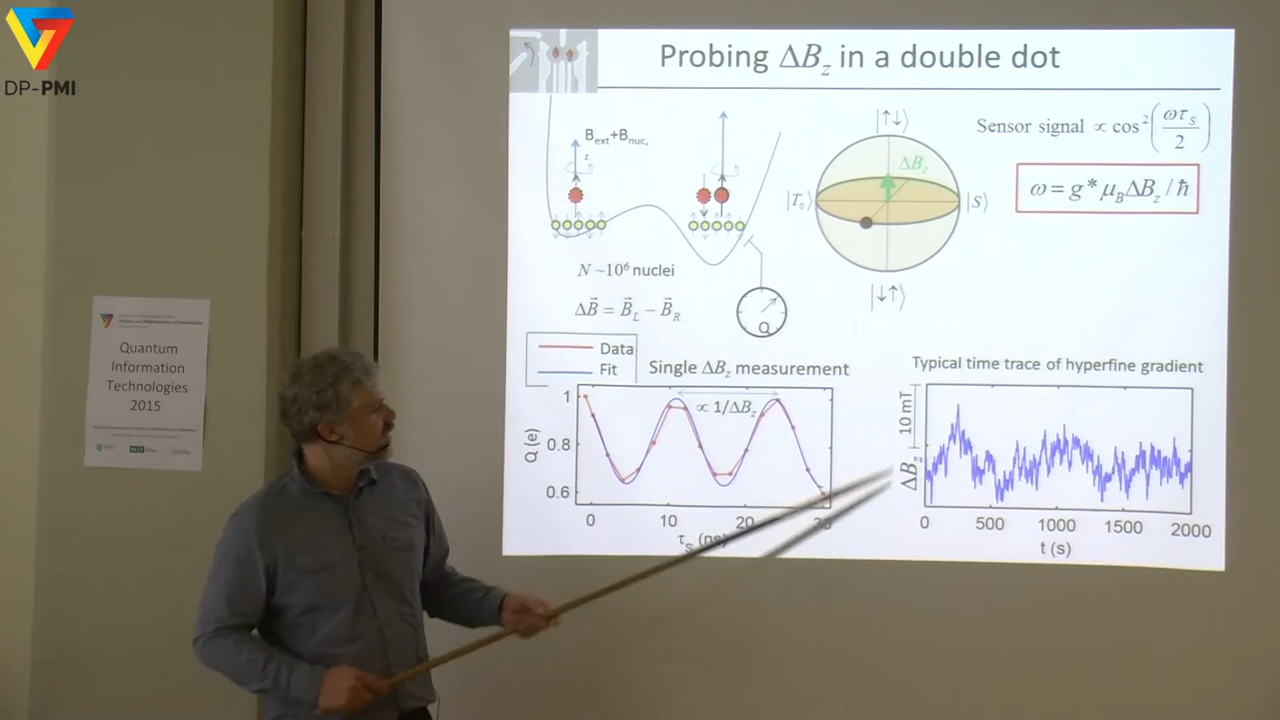 DP-PMI
Quantum
Information
Technologies
2015
Probing ΔB_z in a double dot
B_ext+B_nuc,
z
N ~10⁶ nuclei
ΔB⃗ = B⃗_L − B⃗_R
Q
|↑↓⟩
ΔB_z
|T₀⟩
|S⟩
|↓↑⟩
Sensor signal ∝ cos²(ωτ_S / 2)
ω = g*μ_BΔB_z / ħ
Data
Fit
Single ΔB_z measurement
∝ 1/ΔB_z
Q (e)
1
0.8
0.6
0
10
20
30
τ_s (ns)
Typical time trace of hyperfine gradient
10 mT
ΔB_z
0
500
1000
1500
2000
t (s)